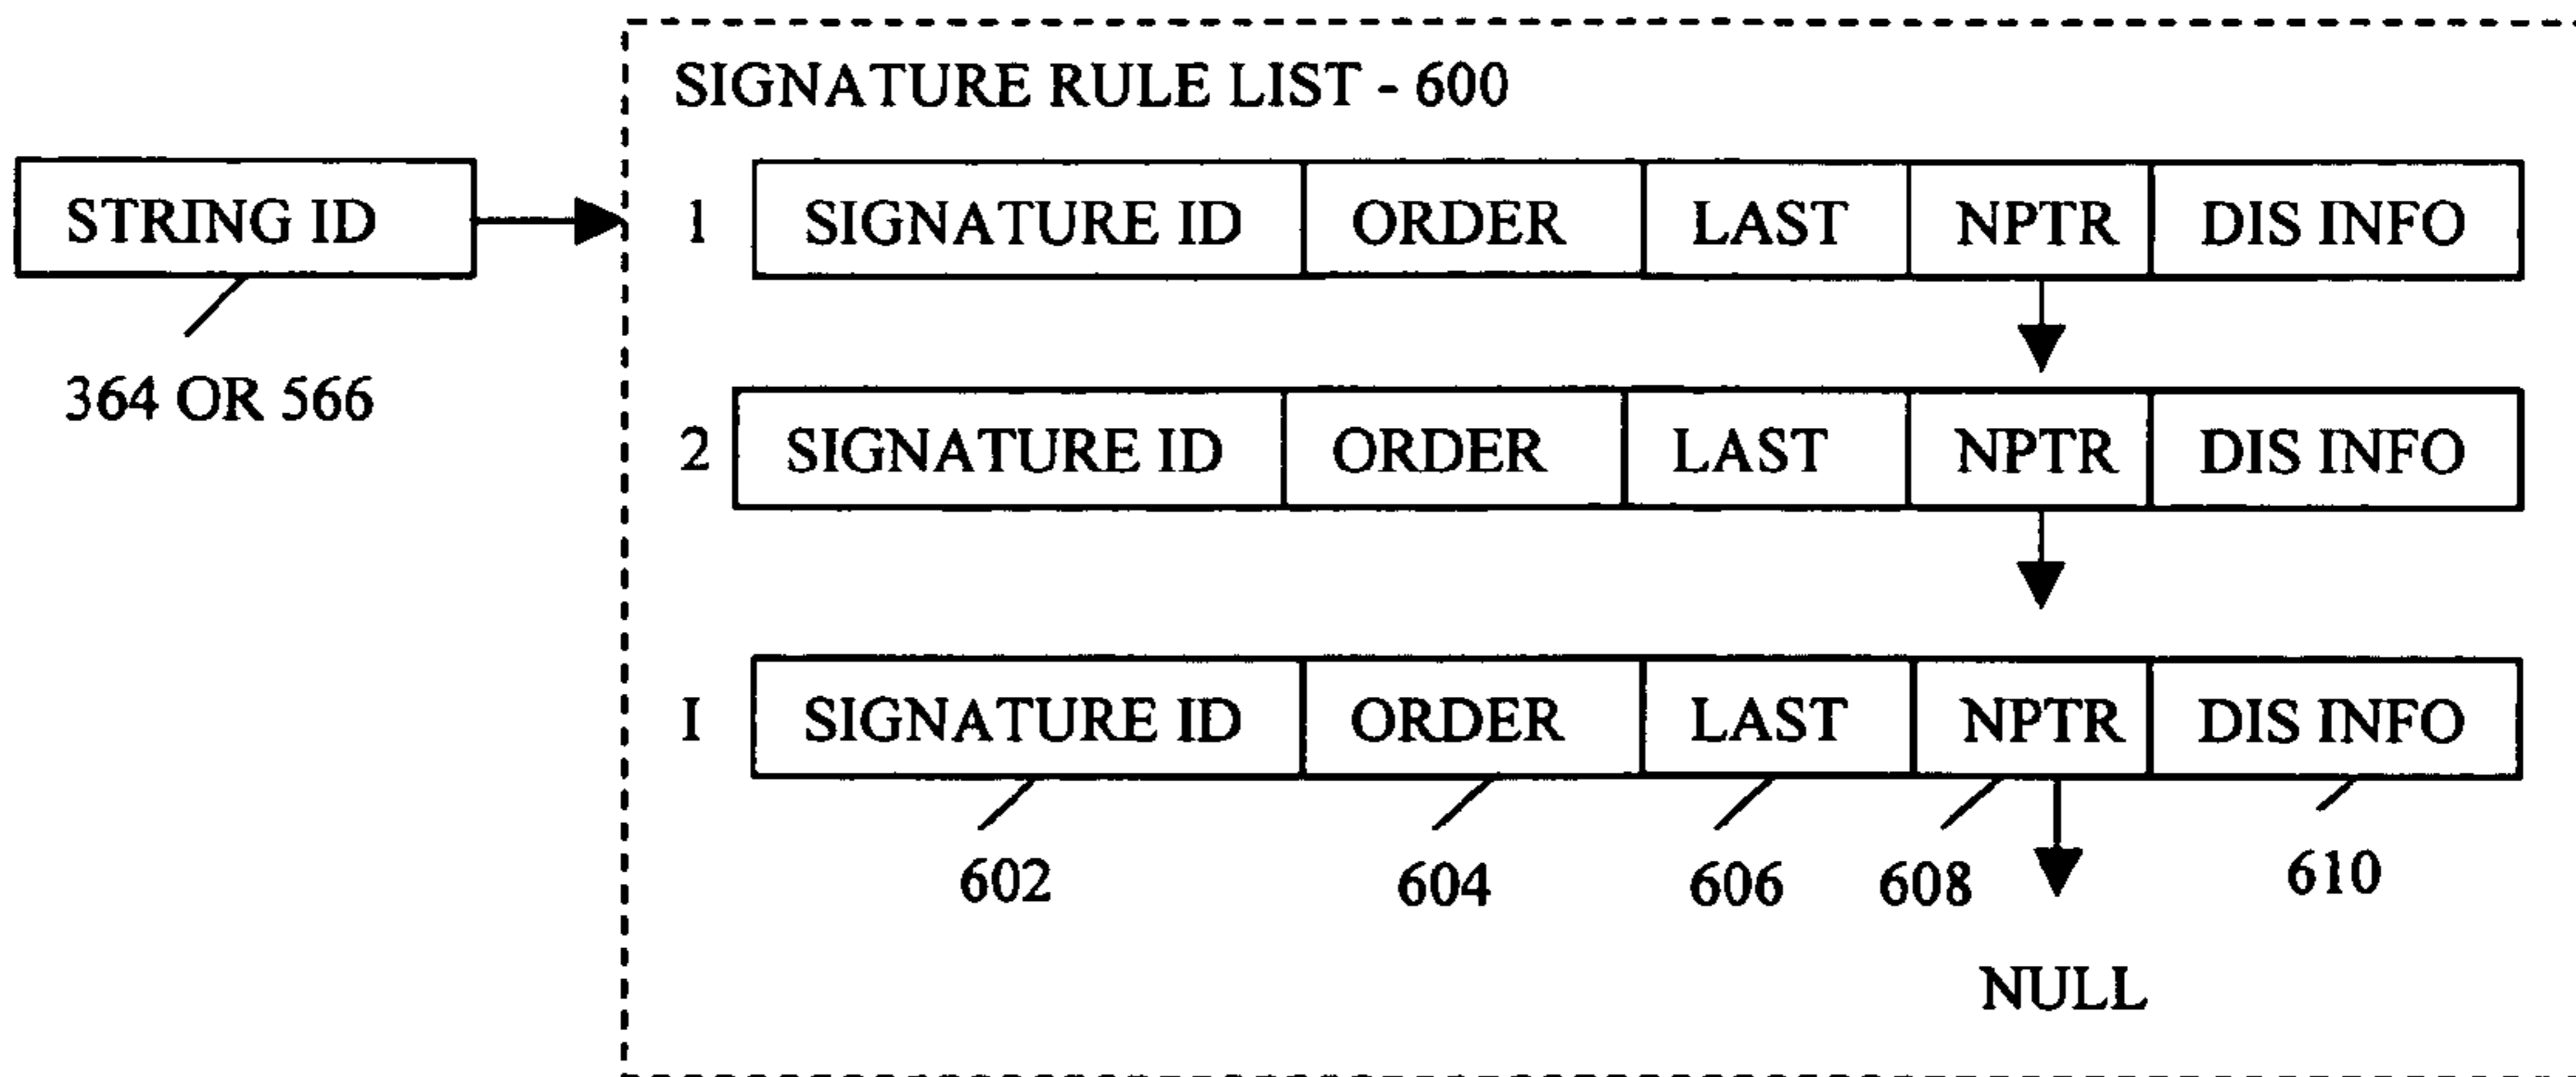 SIGNATURE RULE LIST - 600
STRING ID
364 OR 566
1 SIGNATURE ID ORDER LAST NPTR DIS INFO
2 SIGNATURE ID ORDER LAST NPTR DIS INFO
I SIGNATURE ID ORDER LAST NPTR DIS INFO
602 604 606 608 610
NULL